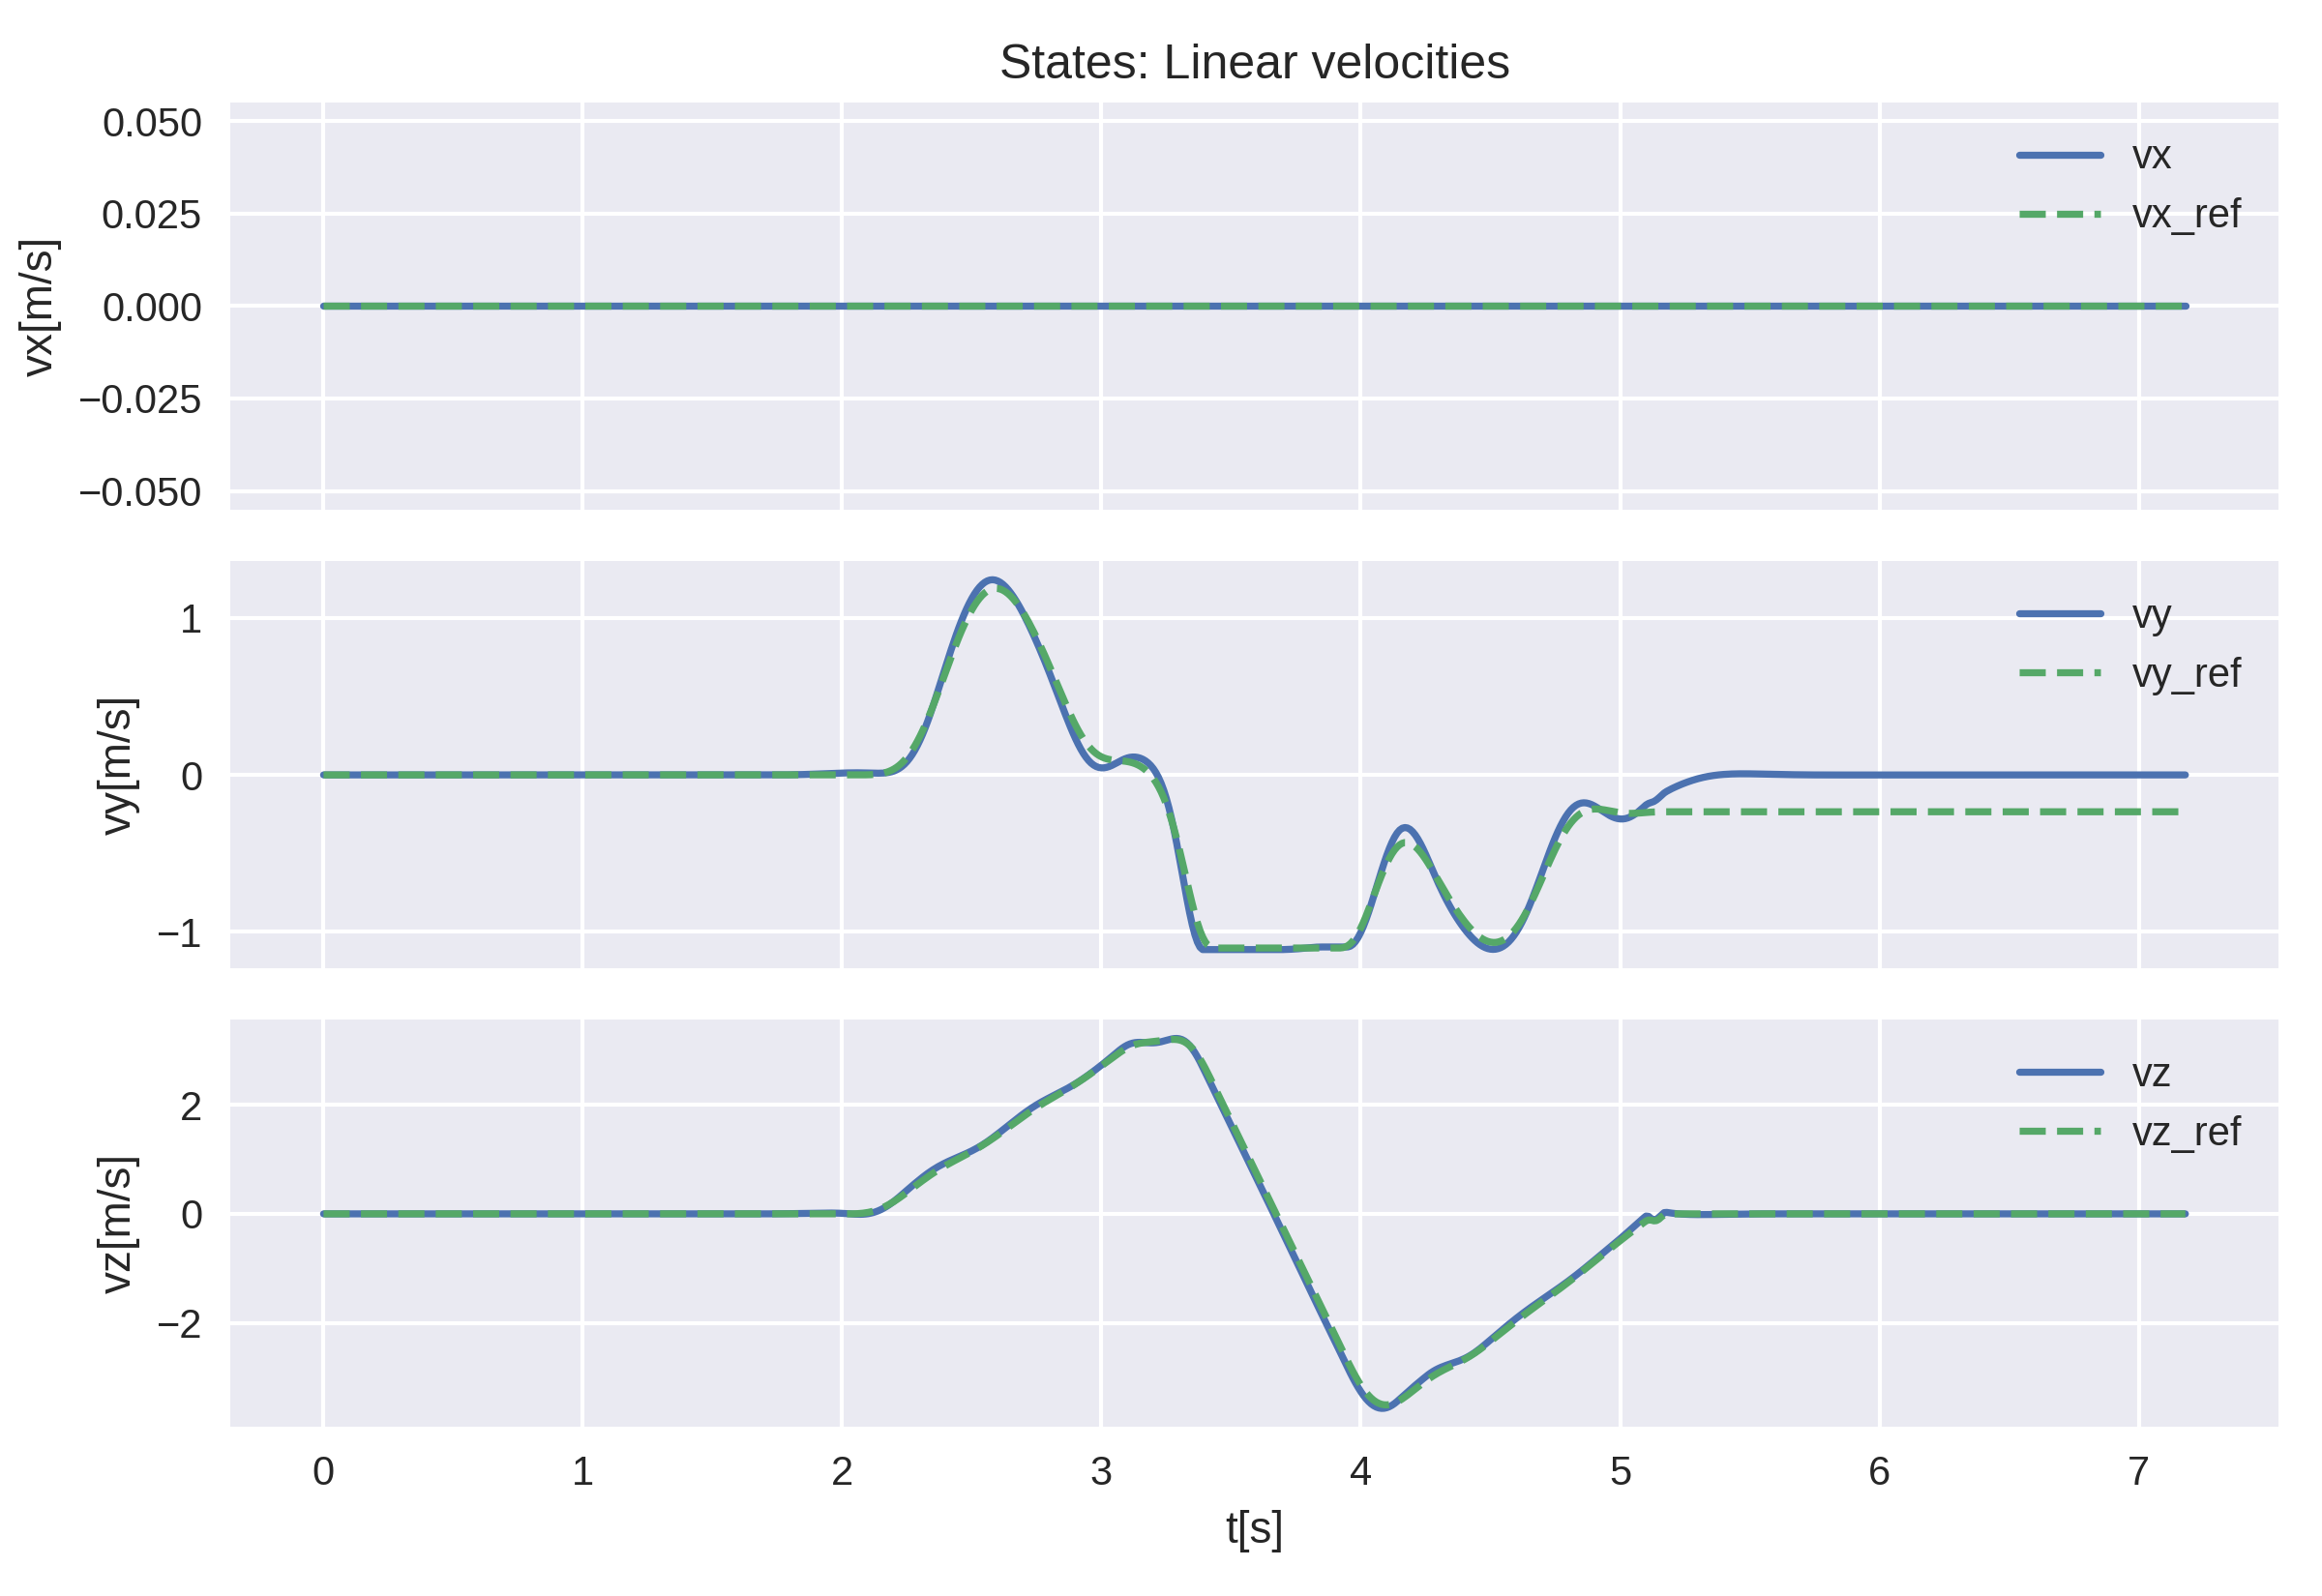 States: Linear velocities
0.050
0.025
0.000
−0.025
−0.050
vx[m/s]
vx
vx_ref
1
0
−1
vy[m/s]
vy
vy_ref
2
0
−2
vz[m/s]
vz
vz_ref
0 1 2 3 4 5 6 7
t[s]